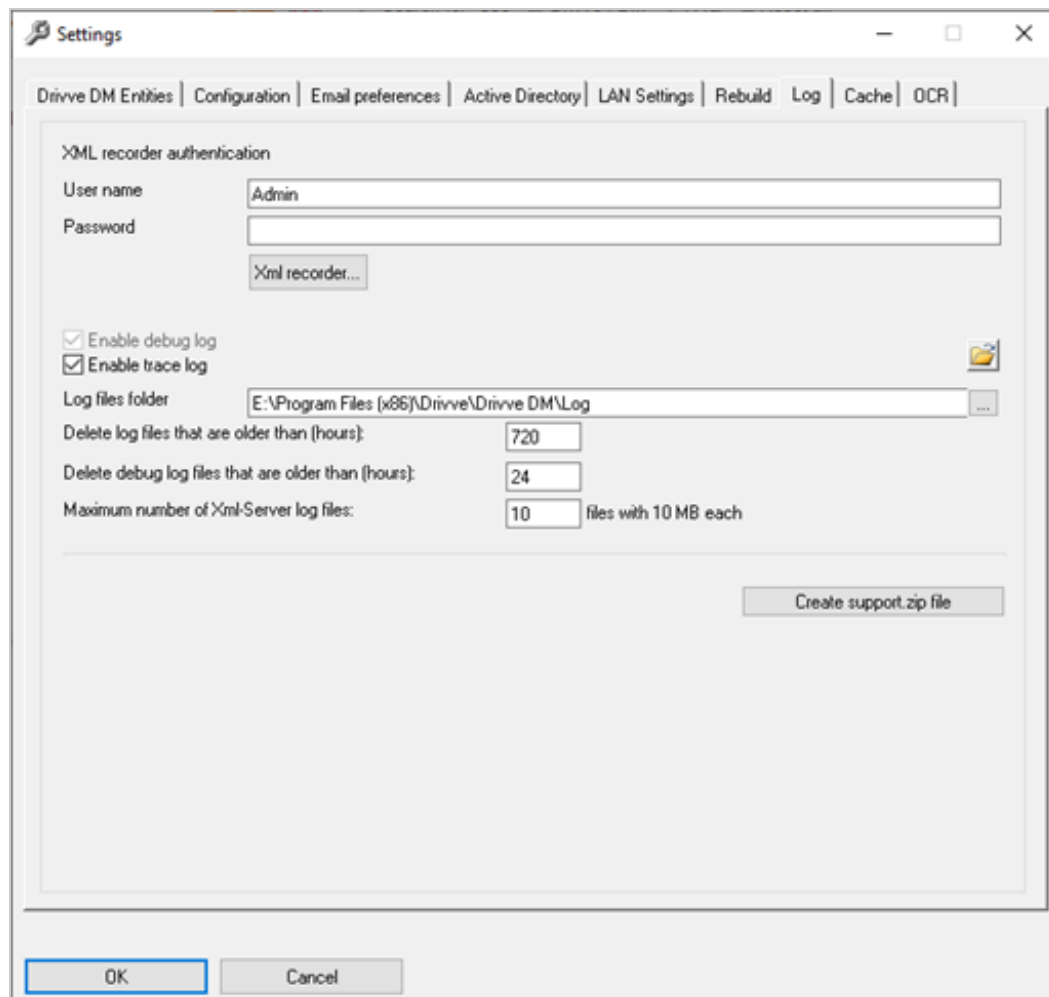 Settings
Drivve DM Entities Configuration Email preferences Active Directory LAN Settings Rebuild Log Cache OCR
XML recorder authentication
User name Admin
Password
Xml recorder...
Enable debug log
Enable trace log
Log files folder E:\Program Files (x86)\Drivve\Drivve DM\Log ...
Delete log files that are older than (hours): 720
Delete debug log files that are older than (hours): 24
Maximum number of Xml-Server log files: 10 files with 10 MB each
Create support.zip file
OK Cancel